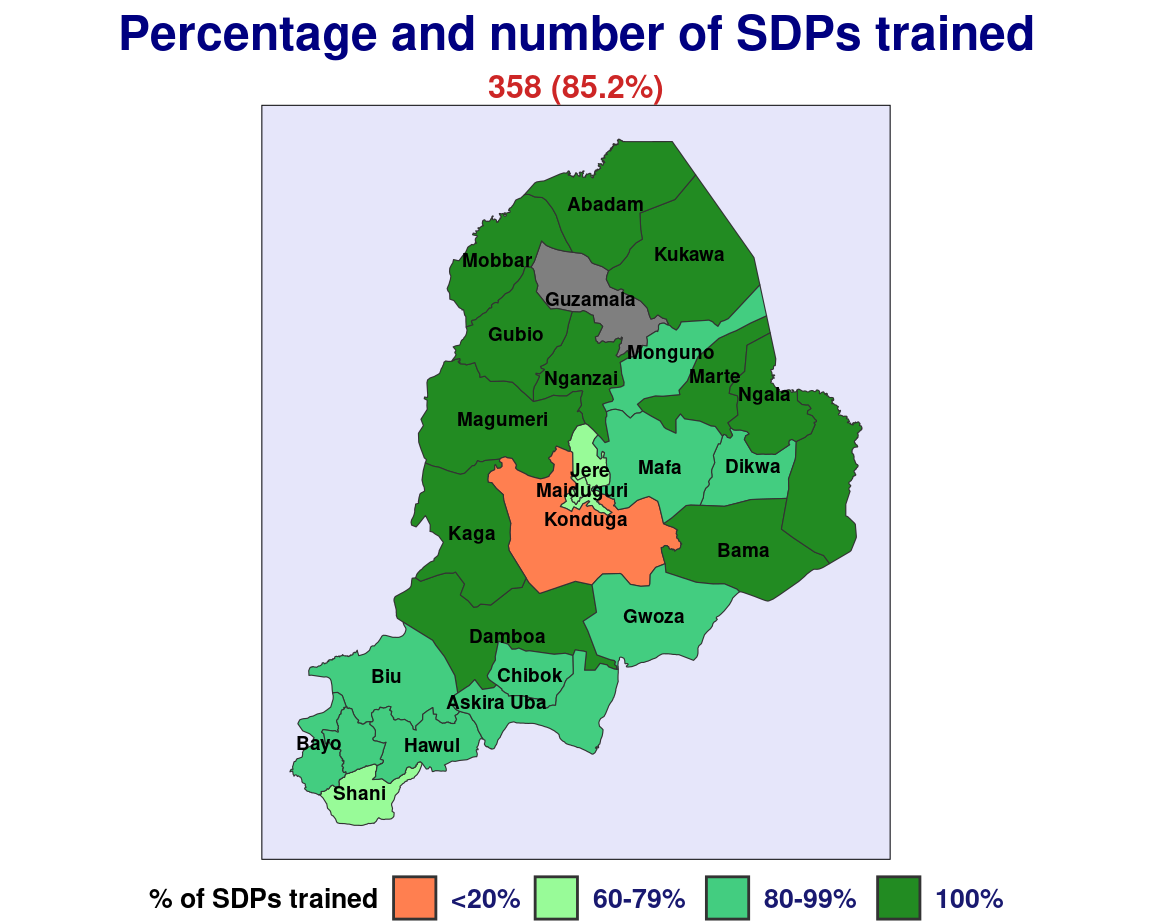 Percentage and number of SDPs trained
358 (85.2%)
Abadam
Kukawa
Mobbar
Guzamala
Gubio
Monguno
Nganzai
Marte
Ngala
Magumeri
Jere
Mafa
Dikwa
Maiduguri
Konduga
Kaga
Bama
Gwoza
Damboa
Biu
Chibok
Askira Uba
Bayo
Hawul
Shani
% of SDPs trained <20% 60-79% 80-99% 100%